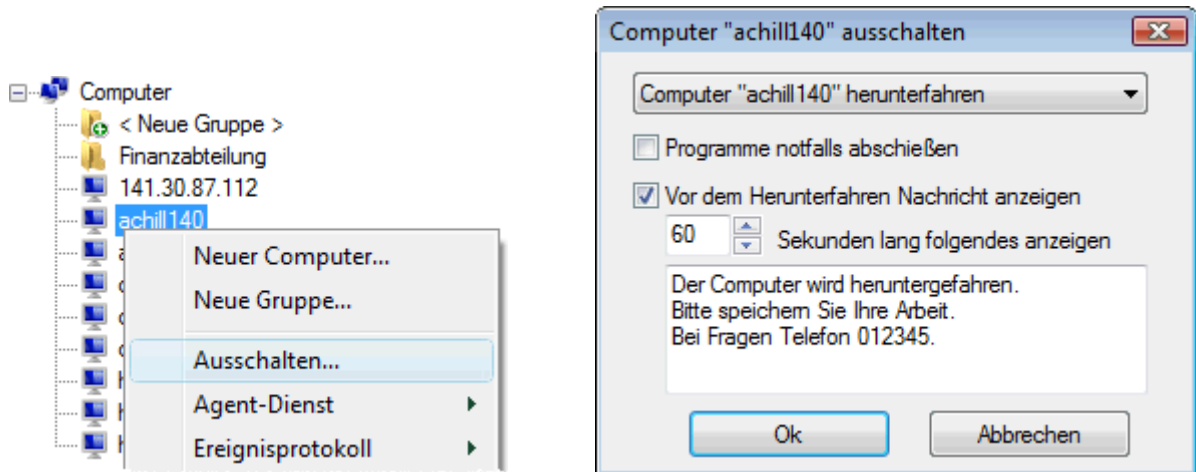 Computer
< Neue Gruppe >
Finanzabteilung
141.30.87.112
achill140
Neuer Computer...
Neue Gruppe...
Ausschalten...
Agent-Dienst
Ereignisprotokoll
Computer "achill140" ausschalten
Computer "achill140" herunterfahren
Programme notfalls abschießen
Vor dem Herunterfahren Nachricht anzeigen
60 Sekunden lang folgendes anzeigen
Der Computer wird heruntergefahren.
Bitte speichern Sie Ihre Arbeit.
Bei Fragen Telefon 012345.
Ok Abbrechen